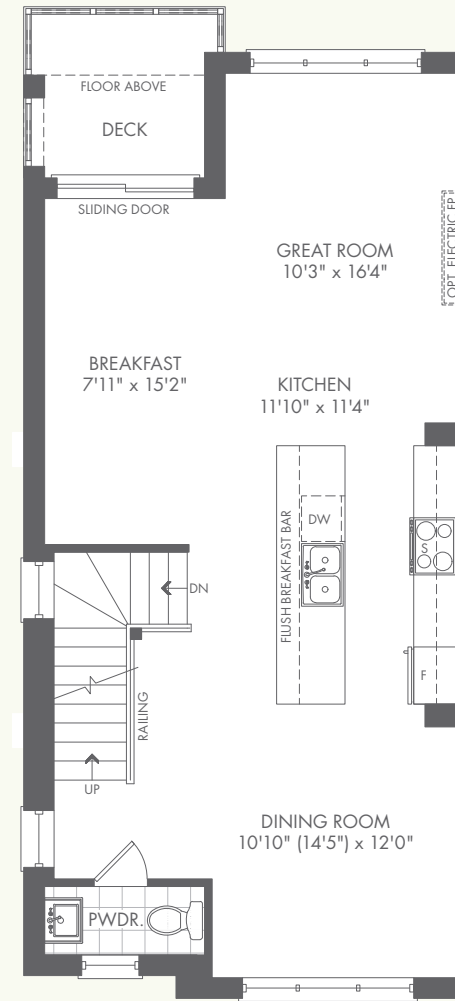 FLOOR ABOVE
DECK
SLIDING DOOR
GREAT ROOM
10'3" x 16'4"
OPT. ELECTRIC FP
BREAKFAST
7'11" x 15'2"
KITCHEN
11'10" x 11'4"
DW
S
FLUSH BREAKFAST BAR
DN
F
RAILING
UP
DINING ROOM
10'10" (14'5") x 12'0"
PWDR.